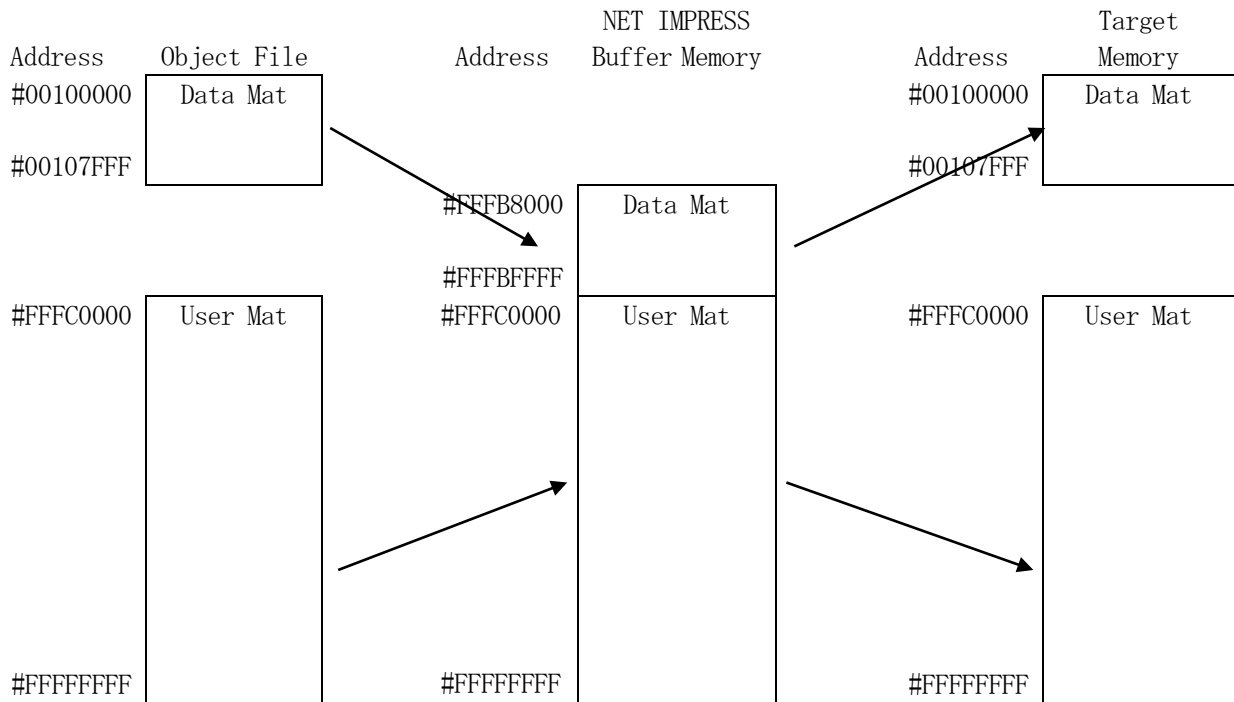 NET IMPRESS Target
Address Object File Address Buffer Memory Address Memory
#00100000 Data Mat #00100000 Data Mat
#00107FFF #00107FFF
#FFFB8000 Data Mat
#FFFBFFFF
#FFFC0000 User Mat #FFFC0000 User Mat #FFFC0000 User Mat
#FFFFFFFF #FFFFFFFF #FFFFFFFF